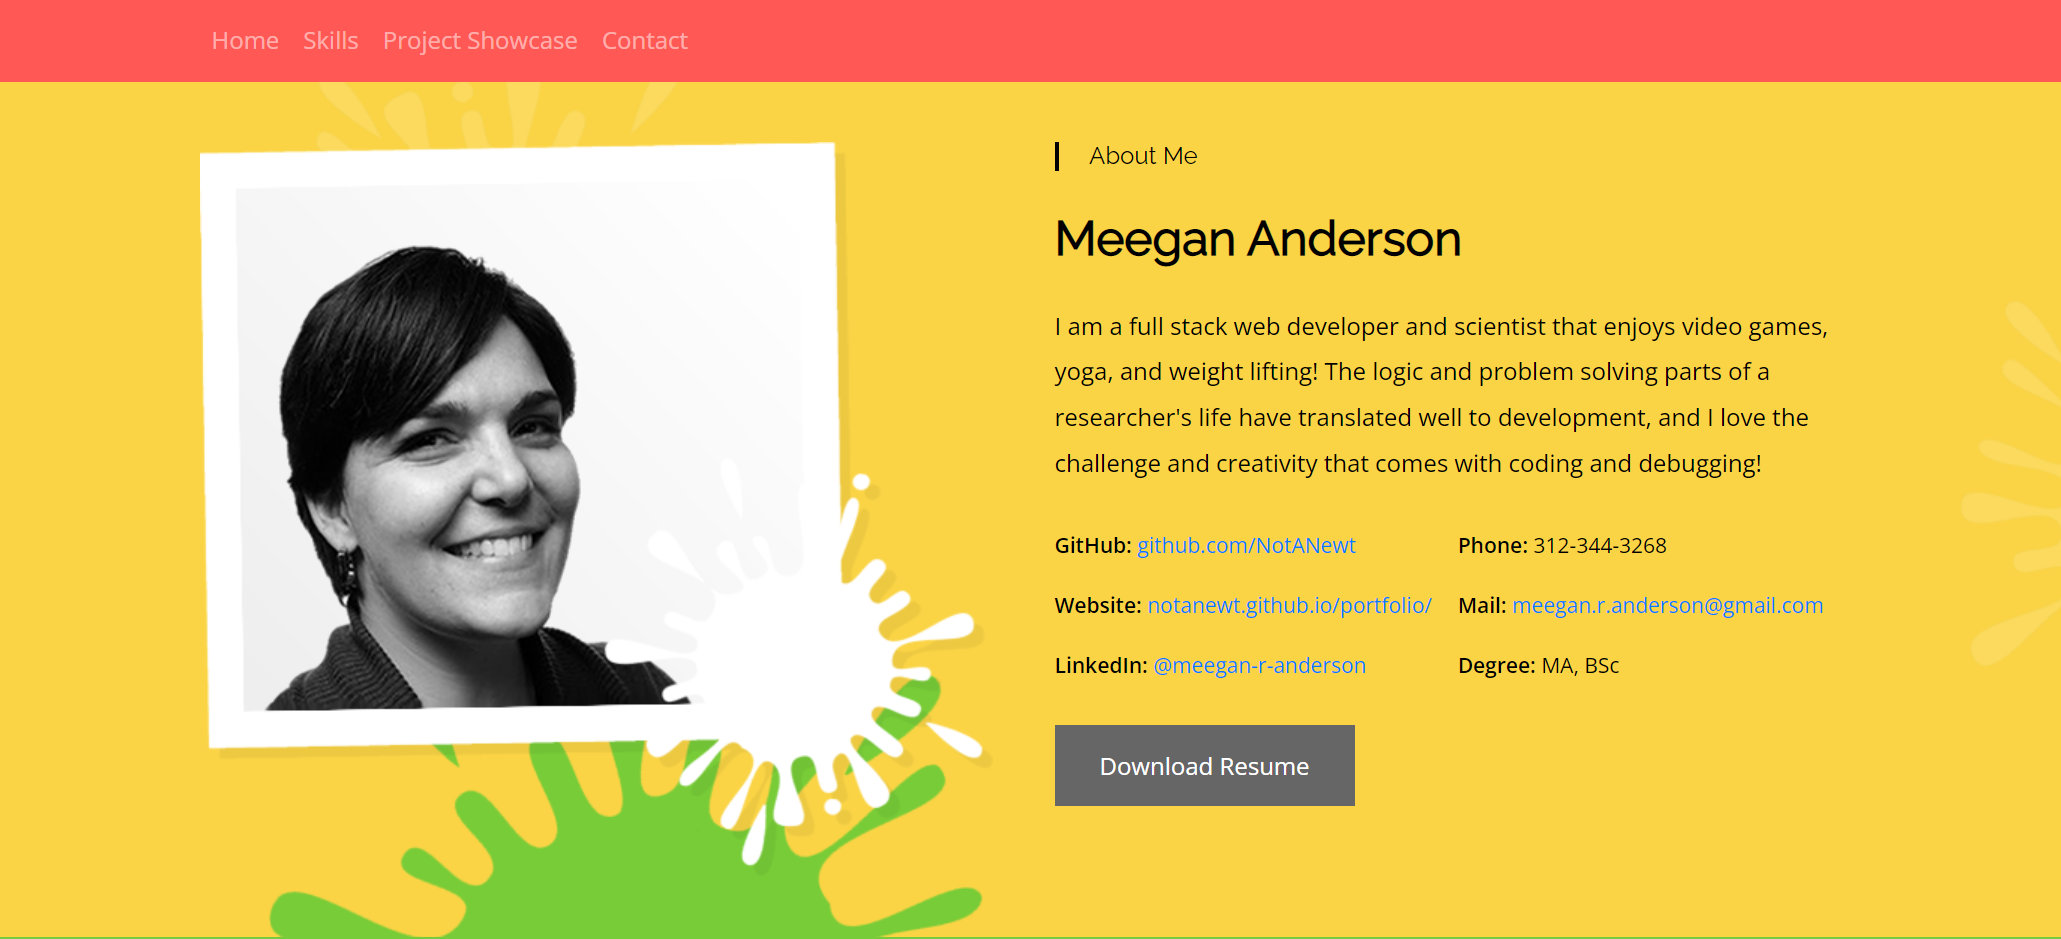 Home Skills Project Showcase Contact
About Me
Meegan Anderson
I am a full stack web developer and scientist that enjoys video games,
yoga, and weight lifting! The logic and problem solving parts of a
researcher's life have translated well to development, and I love the
challenge and creativity that comes with coding and debugging!
GitHub: github.com/NotANewt Phone: 312-344-3268
Website: notanewt.github.io/portfolio/ Mail: meegan.r.anderson@gmail.com
LinkedIn: @meegan-r-anderson Degree: MA, BSc
Download Resume